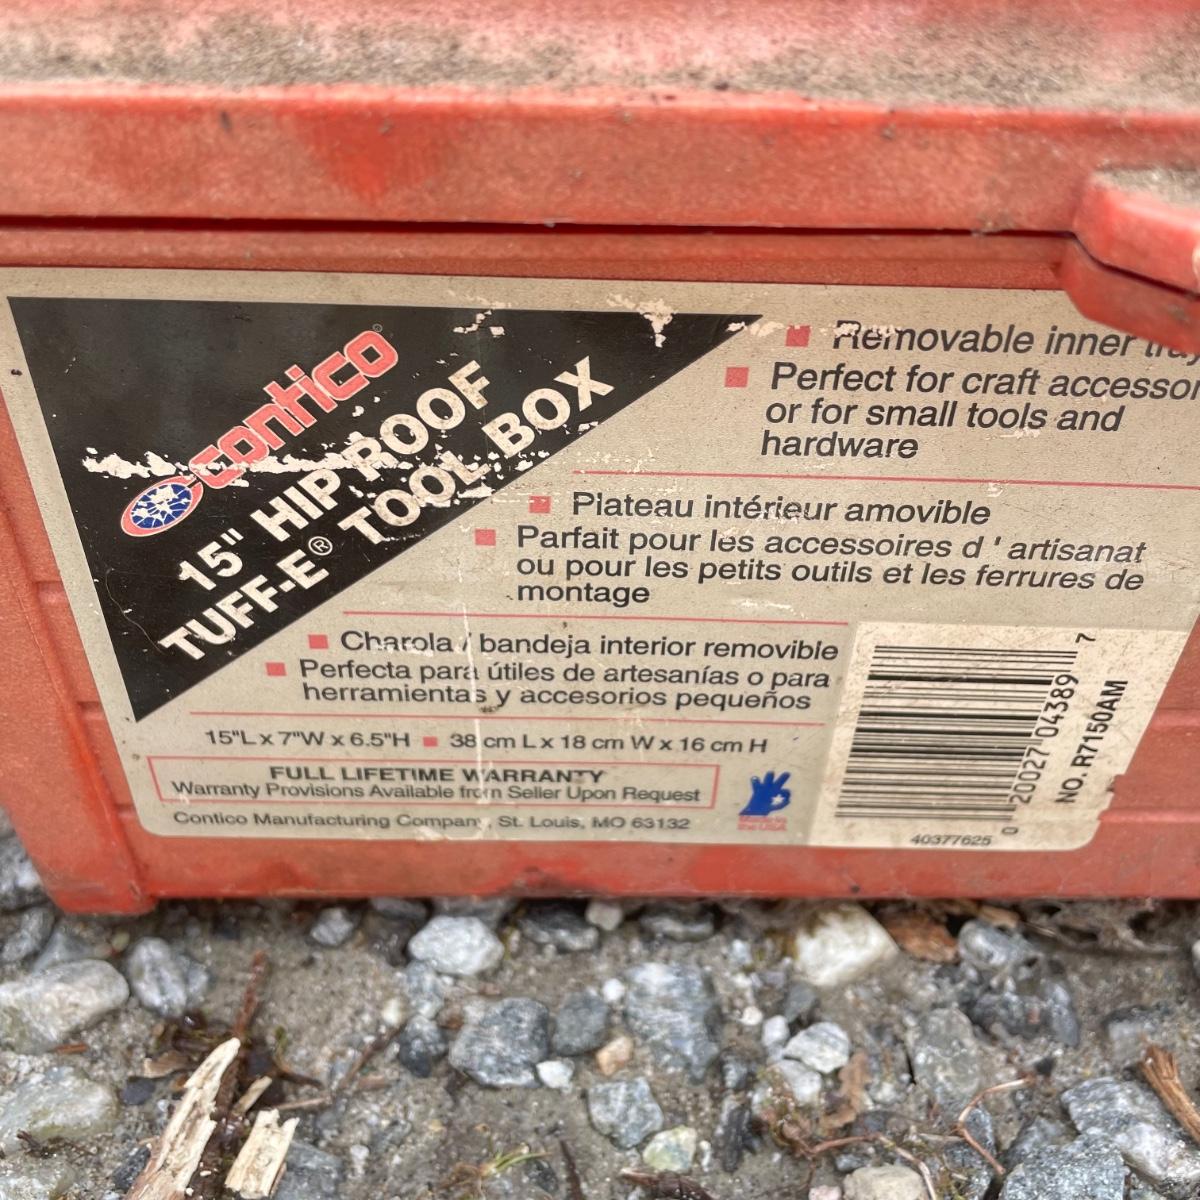 contico
15" HIP ROOF
TUFF-E® TOOL BOX
Removable inner tray
Perfect for craft accessor
or for small tools and
hardware
Plateau intérieur amovible
Parfait pour les accessoires d ' artisanat
ou pour les petits outils et les ferrures de
montage
Charola / bandeja interior removible
Perfecta para útiles de artesanías o para
herramientas y accesorios pequeños
15"L x 7"W x 6.5"H ■ 38 cm L x 18 cm W x 16 cm H
FULL LIFETIME WARRANTY
Warranty Provisions Available from Seller Upon Request
Contico Manufacturing Company, St. Louis, MO 63132
Made in
the USA
0 20027 04389 7
NO. R7150AM
40377625